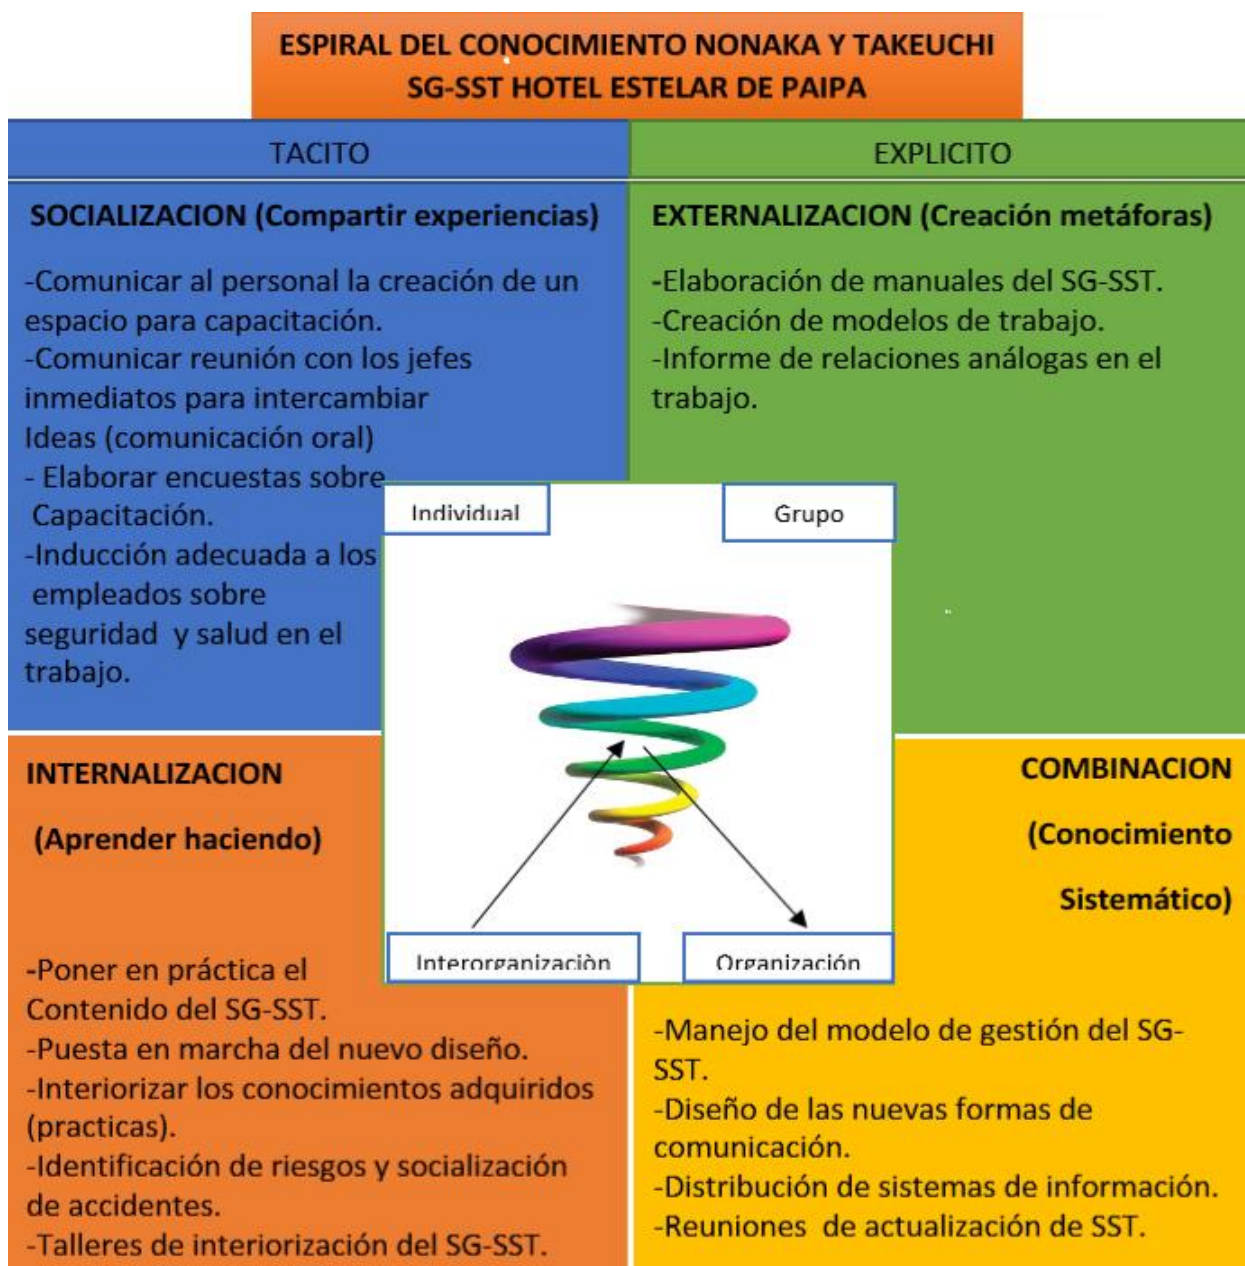 ESPIRAL DEL CONOCIMIENTO NONAKA Y TAKEUCHI
SG-SST HOTEL ESTELAR DE PAIPA
TACITO
EXPLICITO
SOCIALIZACION (Compartir experiencias)
-Comunicar al personal la creación de un
espacio para capacitación.
-Comunicar reunión con los jefes
inmediatos para intercambiar
Ideas (comunicación oral)
- Elaborar encuestas sobre
Capacitación.
-Inducción adecuada a los
empleados sobre
seguridad y salud en el
trabajo.
EXTERNALIZACION (Creación metáforas)
-Elaboración de manuales del SG-SST.
-Creación de modelos de trabajo.
-Informe de relaciones análogas en el
trabajo.
Individual
Grupo
Interorganizaciòn
Organización
INTERNALIZACION
(Aprender haciendo)
-Poner en práctica el
Contenido del SG-SST.
-Puesta en marcha del nuevo diseño.
-Interiorizar los conocimientos adquiridos
(practicas).
-Identificación de riesgos y socialización
de accidentes.
-Talleres de interiorización del SG-SST.
COMBINACION
(Conocimiento
Sistemático)
-Manejo del modelo de gestión del SG-
SST.
-Diseño de las nuevas formas de
comunicación.
-Distribución de sistemas de información.
-Reuniones de actualización de SST.